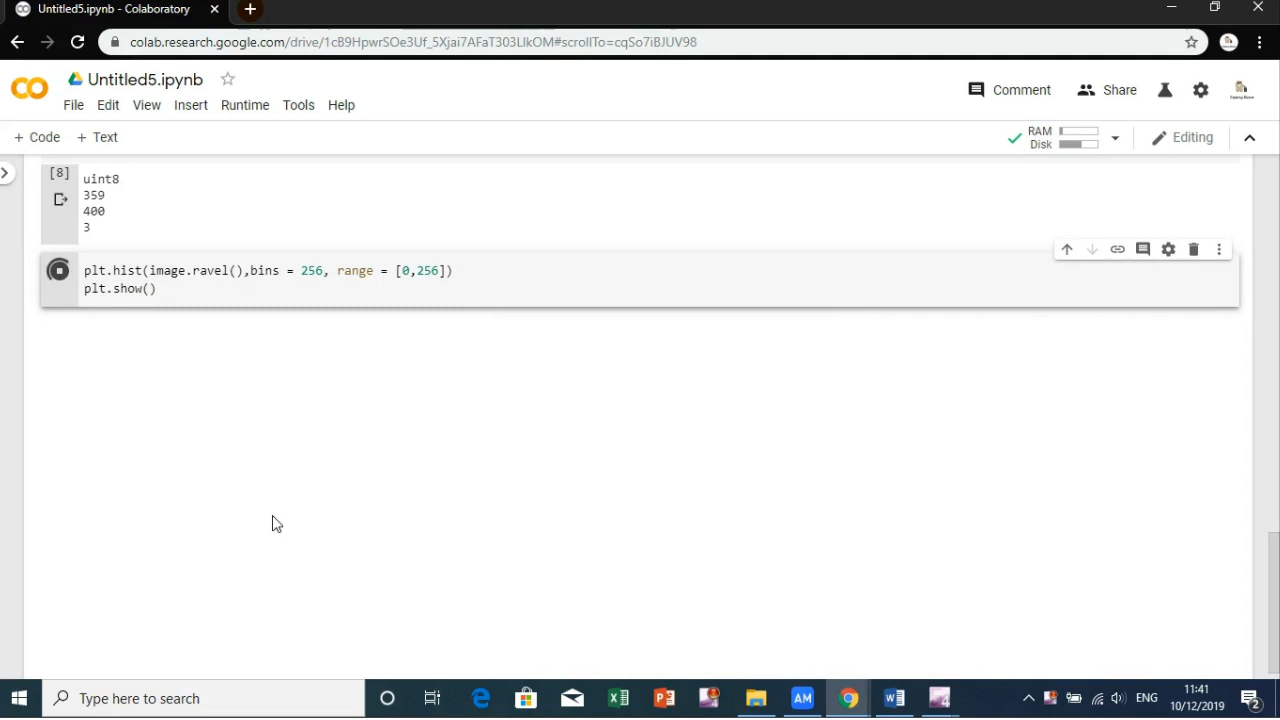 Untitled5.ipynb - Colaboratory
colab.research.google.com/drive/1cB9HpwrSOe3Uf_5Xjai7AFaT303LlkOM#scrollTo=cqSo7iBJUV98
Untitled5.ipynb
Comment Share
File Edit View Insert Runtime Tools Help
+ Code + Text
RAM
Disk
Editing
[8] uint8
359
400
3
plt.hist(image.ravel(),bins = 256, range = [0,256])
plt.show()
Type here to search
ENG
11:41
10/12/2019
2